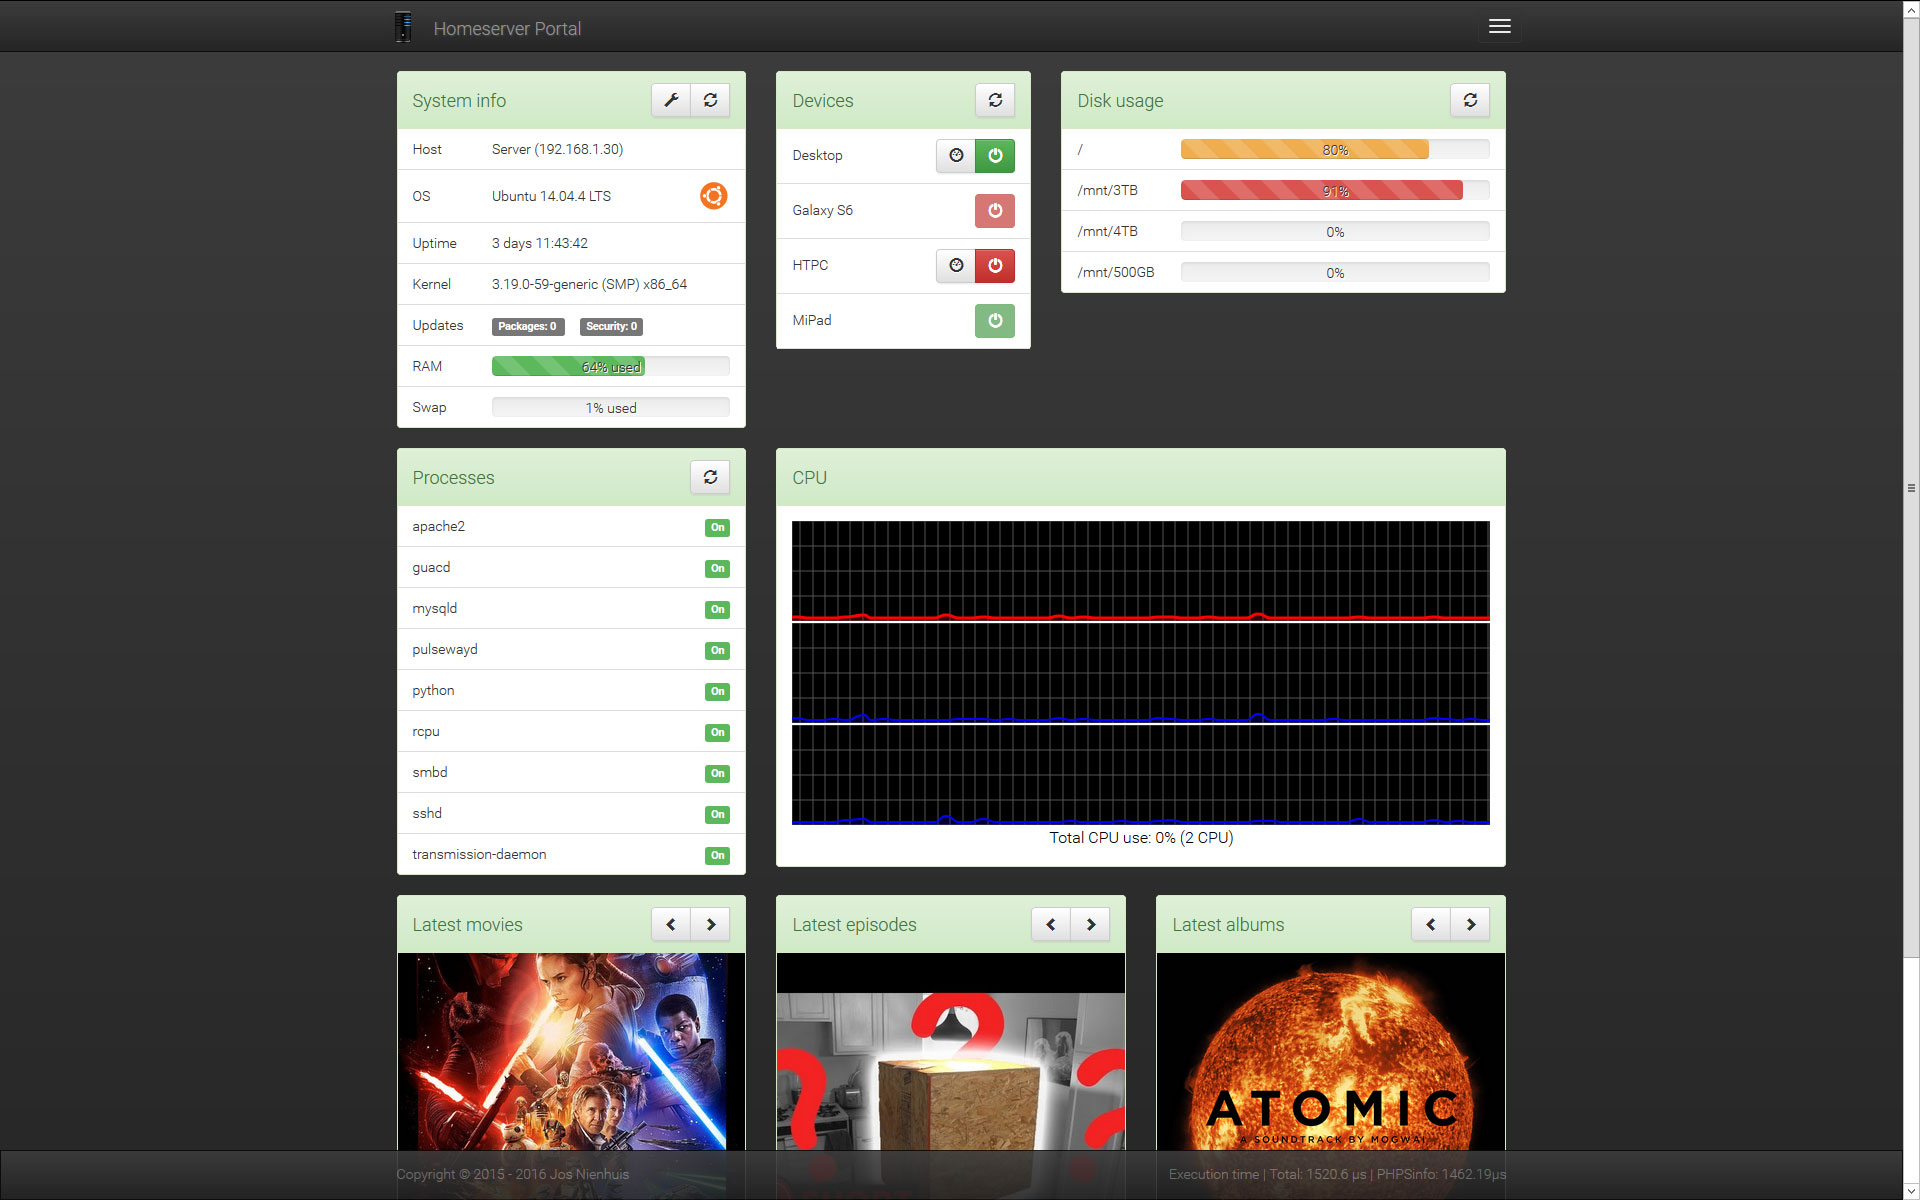 Homeserver Portal
System info
Host Server (192.168.1.30)
OS Ubuntu 14.04.4 LTS
Uptime 3 days 11:43:42
Kernel 3.19.0-59-generic (SMP) x86_64
Updates Packages: 0 Security: 0
RAM 64% used
Swap 1% used
Devices
Desktop
Galaxy S6
HTPC
MiPad
Disk usage
/ 80%
/mnt/3TB 91%
/mnt/4TB 0%
/mnt/500GB 0%
Processes
apache2 On
guacd On
mysqld On
pulsewayd On
python On
rcpu On
smbd On
sshd On
transmission-daemon On
CPU
Total CPU use: 0% (2 CPU)
Latest movies
Latest episodes
Latest albums
ATOMIC
A SOUNDTRACK BY MOGWAI
Copyright © 2015 - 2016 Jos Nienhuis
Execution time | Total: 1520.6 µs | PHPSinfo: 1462.19µs